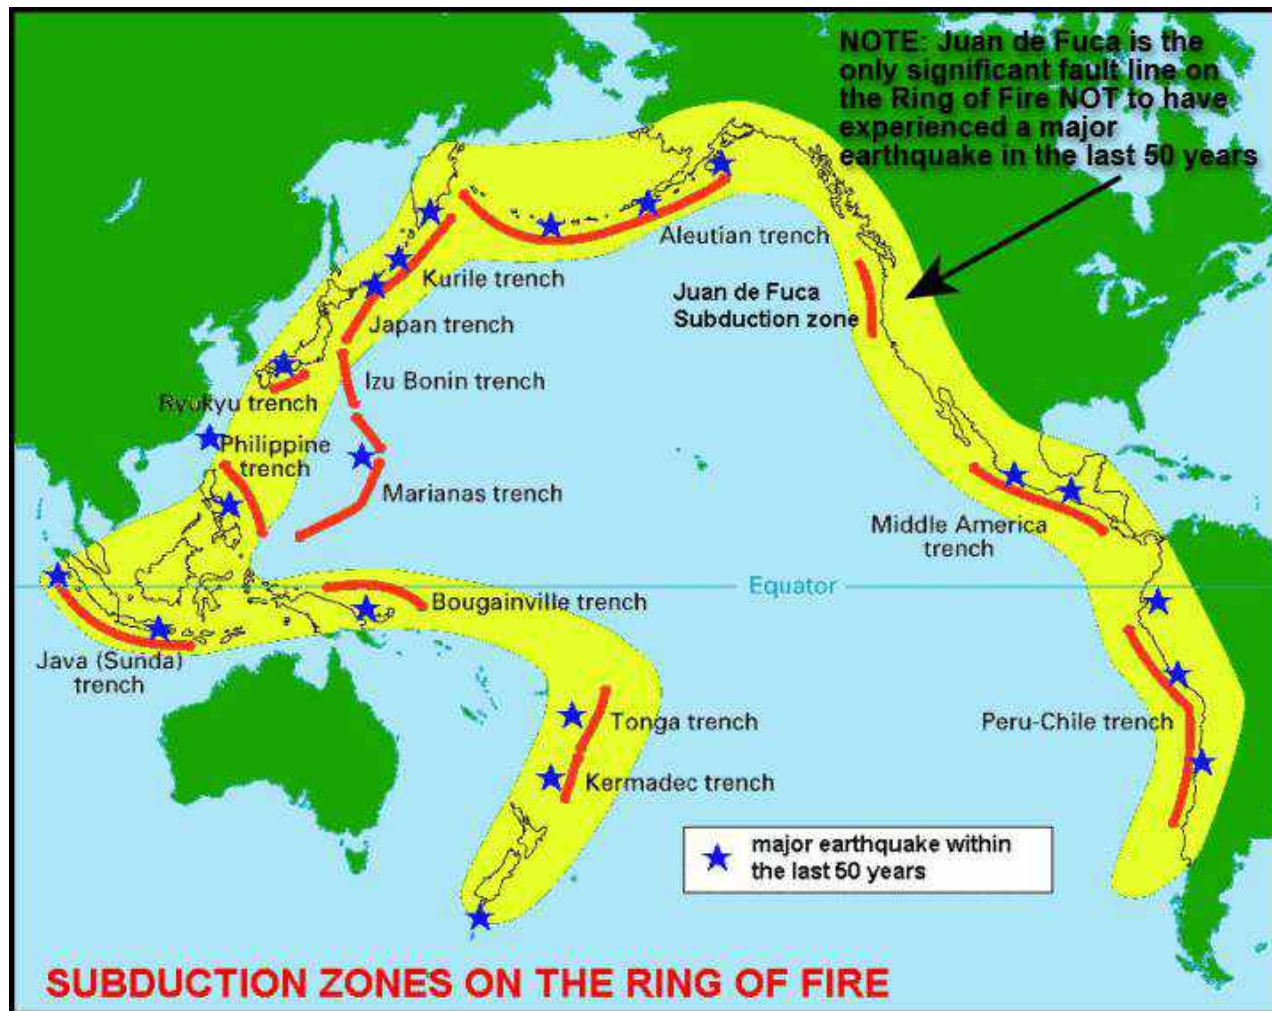 NOTE: Juan de Fuca is the
only significant fault line on
the Ring of Fire NOT to have
experienced a major
earthquake in the last 50 years
Aleutian trench
Kurile trench
Juan de Fuca
Subduction zone
Japan trench
Izu Bonin trench
Ryukyu trench
Philippine
trench
Marianas trench
Middle America
trench
Equator
Bougainville trench
Java (Sunda)
trench
Tonga trench
Peru-Chile trench
Kermadec trench
major earthquake within
the last 50 years
SUBDUCTION ZONES ON THE RING OF FIRE